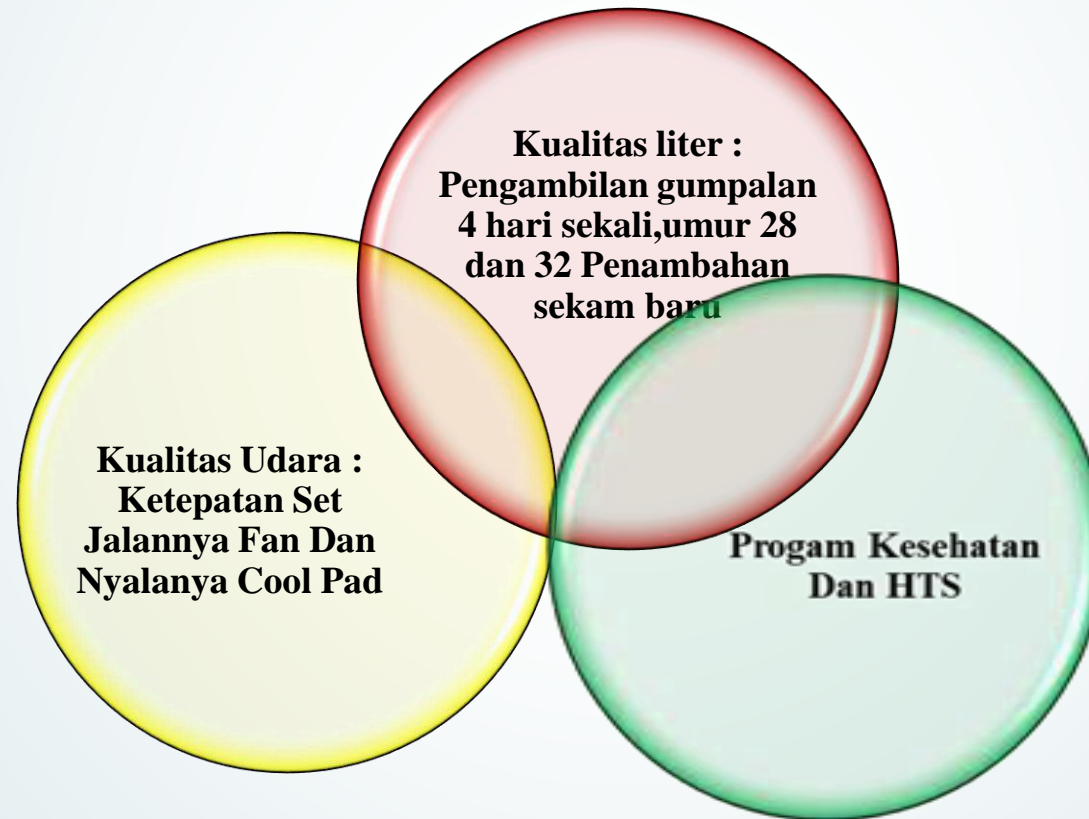 Kualitas liter :
Pengambilan gumpalan
4 hari sekali,umur 28
dan 32 Penambahan
sekam baru
Kualitas Udara :
Ketepatan Set
Jalannya Fan Dan
Nyalanya Cool Pad
Progam Kesehatan
Dan HTS